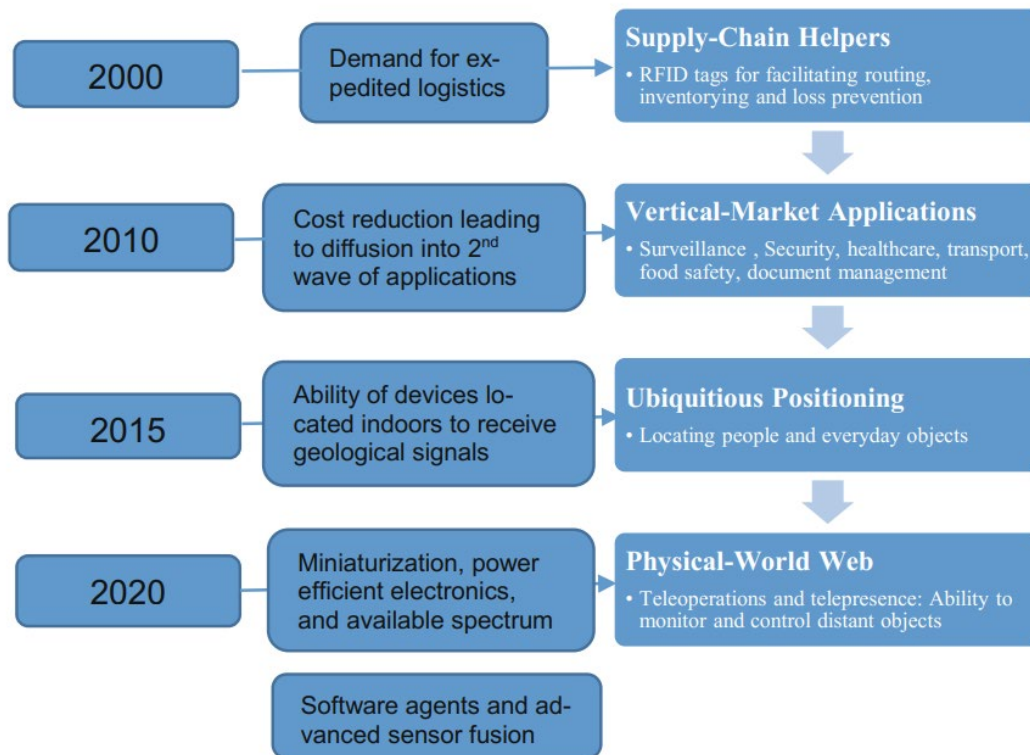 2000
Demand for ex-
pedited logistics
Supply-Chain Helpers
• RFID tags for facilitating routing,
inventorying and loss prevention
2010
Cost reduction leading
to diffusion into 2nd
wave of applications
Vertical-Market Applications
• Surveillance , Security, healthcare, transport,
food safety, document management
2015
Ability of devices lo-
cated indoors to receive
geological signals
Ubiquitious Positioning
• Locating people and everyday objects
2020
Miniaturization, power
efficient electronics,
and available spectrum
Physical-World Web
• Teleoperations and telepresence: Ability to
monitor and control distant objects
Software agents and ad-
vanced sensor fusion